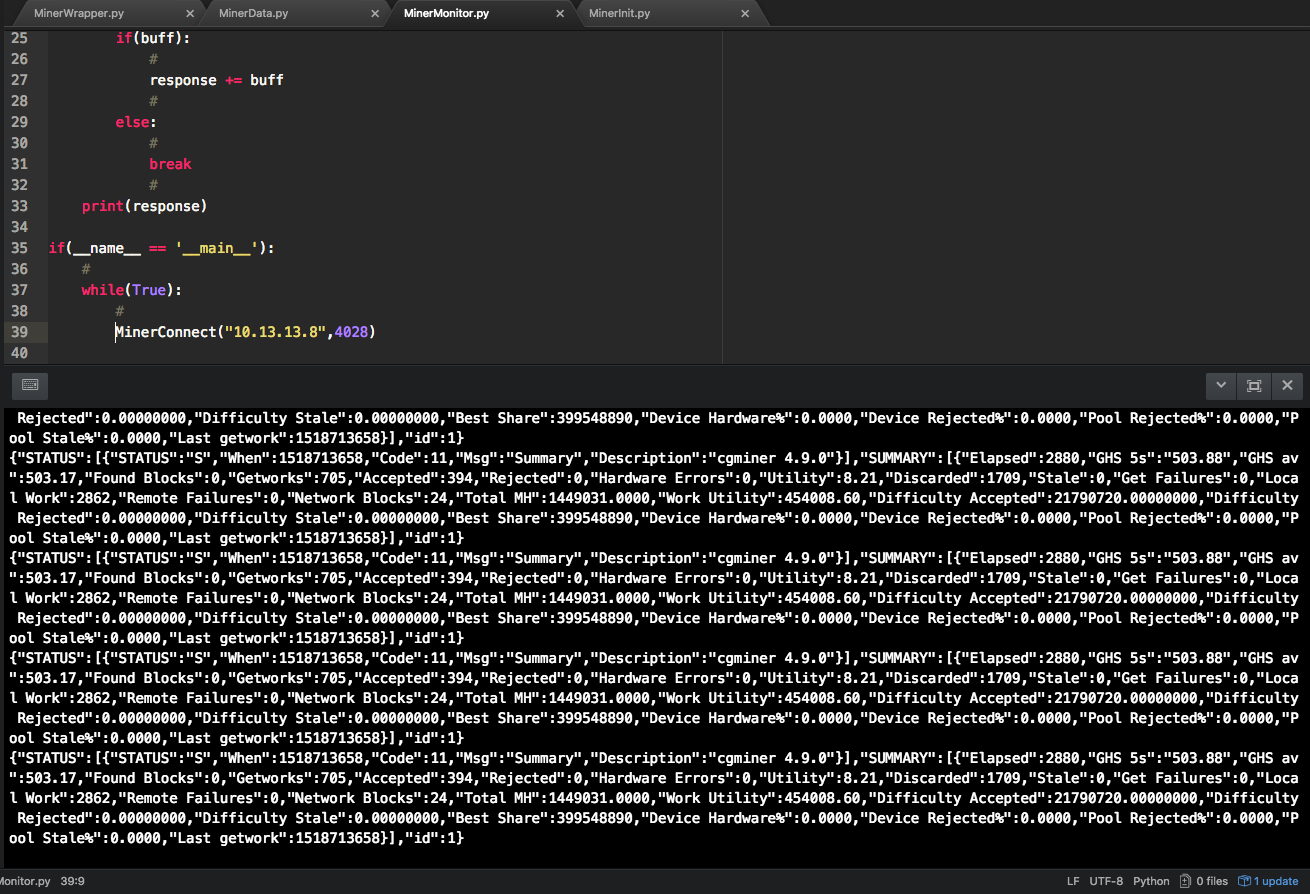 MinerWrapper.py × MinerData.py × MinerMonitor.py × MinerInit.py ×
25 if(buff):
26 #
27 response += buff
28 #
29 else:
30 #
31 break
32 #
33 print(response)
34
35 if(__name__ == '__main__'):
36 #
37 while(True):
38 #
39 MinerConnect("10.13.13.8",4028)
40
Rejected":0.00000000,"Difficulty Stale":0.00000000,"Best Share":399548890,"Device Hardware%":0.0000,"Device Rejected%":0.0000,"Pool Rejected%":0.0000,"P
ool Stale%":0.0000,"Last getwork":1518713658}],"id":1}
{"STATUS":[{"STATUS":"S","When":1518713658,"Code":11,"Msg":"Summary","Description":"cgminer 4.9.0"}],"SUMMARY":[{"Elapsed":2880,"GHS 5s":"503.88","GHS av
":503.17,"Found Blocks":0,"Getworks":705,"Accepted":394,"Rejected":0,"Hardware Errors":0,"Utility":8.21,"Discarded":1709,"Stale":0,"Get Failures":0,"Loca
l Work":2862,"Remote Failures":0,"Network Blocks":24,"Total MH":1449031.0000,"Work Utility":454008.60,"Difficulty Accepted":21790720.00000000,"Difficulty
Rejected":0.00000000,"Difficulty Stale":0.00000000,"Best Share":399548890,"Device Hardware%":0.0000,"Device Rejected%":0.0000,"Pool Rejected%":0.0000,"P
ool Stale%":0.0000,"Last getwork":1518713658}],"id":1}
{"STATUS":[{"STATUS":"S","When":1518713658,"Code":11,"Msg":"Summary","Description":"cgminer 4.9.0"}],"SUMMARY":[{"Elapsed":2880,"GHS 5s":"503.88","GHS av
":503.17,"Found Blocks":0,"Getworks":705,"Accepted":394,"Rejected":0,"Hardware Errors":0,"Utility":8.21,"Discarded":1709,"Stale":0,"Get Failures":0,"Loca
l Work":2862,"Remote Failures":0,"Network Blocks":24,"Total MH":1449031.0000,"Work Utility":454008.60,"Difficulty Accepted":21790720.00000000,"Difficulty
Rejected":0.00000000,"Difficulty Stale":0.00000000,"Best Share":399548890,"Device Hardware%":0.0000,"Device Rejected%":0.0000,"Pool Rejected%":0.0000,"P
ool Stale%":0.0000,"Last getwork":1518713658}],"id":1}
{"STATUS":[{"STATUS":"S","When":1518713658,"Code":11,"Msg":"Summary","Description":"cgminer 4.9.0"}],"SUMMARY":[{"Elapsed":2880,"GHS 5s":"503.88","GHS av
":503.17,"Found Blocks":0,"Getworks":705,"Accepted":394,"Rejected":0,"Hardware Errors":0,"Utility":8.21,"Discarded":1709,"Stale":0,"Get Failures":0,"Loca
l Work":2862,"Remote Failures":0,"Network Blocks":24,"Total MH":1449031.0000,"Work Utility":454008.60,"Difficulty Accepted":21790720.00000000,"Difficulty
Rejected":0.00000000,"Difficulty Stale":0.00000000,"Best Share":399548890,"Device Hardware%":0.0000,"Device Rejected%":0.0000,"Pool Rejected%":0.0000,"P
ool Stale%":0.0000,"Last getwork":1518713658}],"id":1}
{"STATUS":[{"STATUS":"S","When":1518713658,"Code":11,"Msg":"Summary","Description":"cgminer 4.9.0"}],"SUMMARY":[{"Elapsed":2880,"GHS 5s":"503.88","GHS av
":503.17,"Found Blocks":0,"Getworks":705,"Accepted":394,"Rejected":0,"Hardware Errors":0,"Utility":8.21,"Discarded":1709,"Stale":0,"Get Failures":0,"Loca
l Work":2862,"Remote Failures":0,"Network Blocks":24,"Total MH":1449031.0000,"Work Utility":454008.60,"Difficulty Accepted":21790720.00000000,"Difficulty
Rejected":0.00000000,"Difficulty Stale":0.00000000,"Best Share":399548890,"Device Hardware%":0.0000,"Device Rejected%":0.0000,"Pool Rejected%":0.0000,"P
ool Stale%":0.0000,"Last getwork":1518713658}],"id":1}
Monitor.py 39:9 LF UTF-8 Python 0 files 1 update